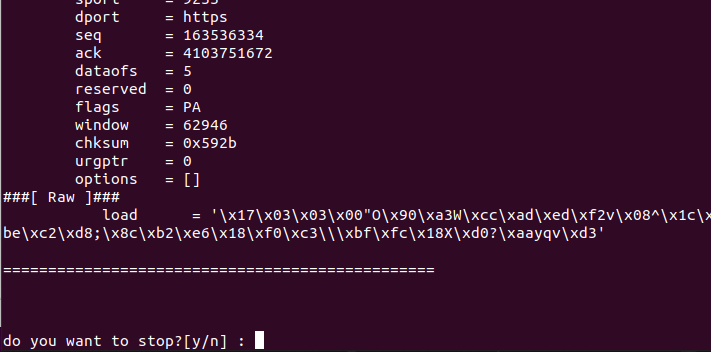 sport     = 9255
dport     = https
seq       = 163536334
ack       = 4103751672
dataofs   = 5
reserved  = 0
flags     = PA
window    = 62946
chksum    = 0x592b
urgptr    = 0
options   = []
###[ Raw ]###
load      = '\x17\x03\x03\x00"O\x90\xa3W\xcc\xad\xed\xf2v\x08^\x1c\x
be\xc2\xd8;\x8c\xb2\xe6\x18\xf0\xc3\\\xbf\xfc\x18X\xd0?\xaayqv\xd3'
================================================
do you want to stop?[y/n] :